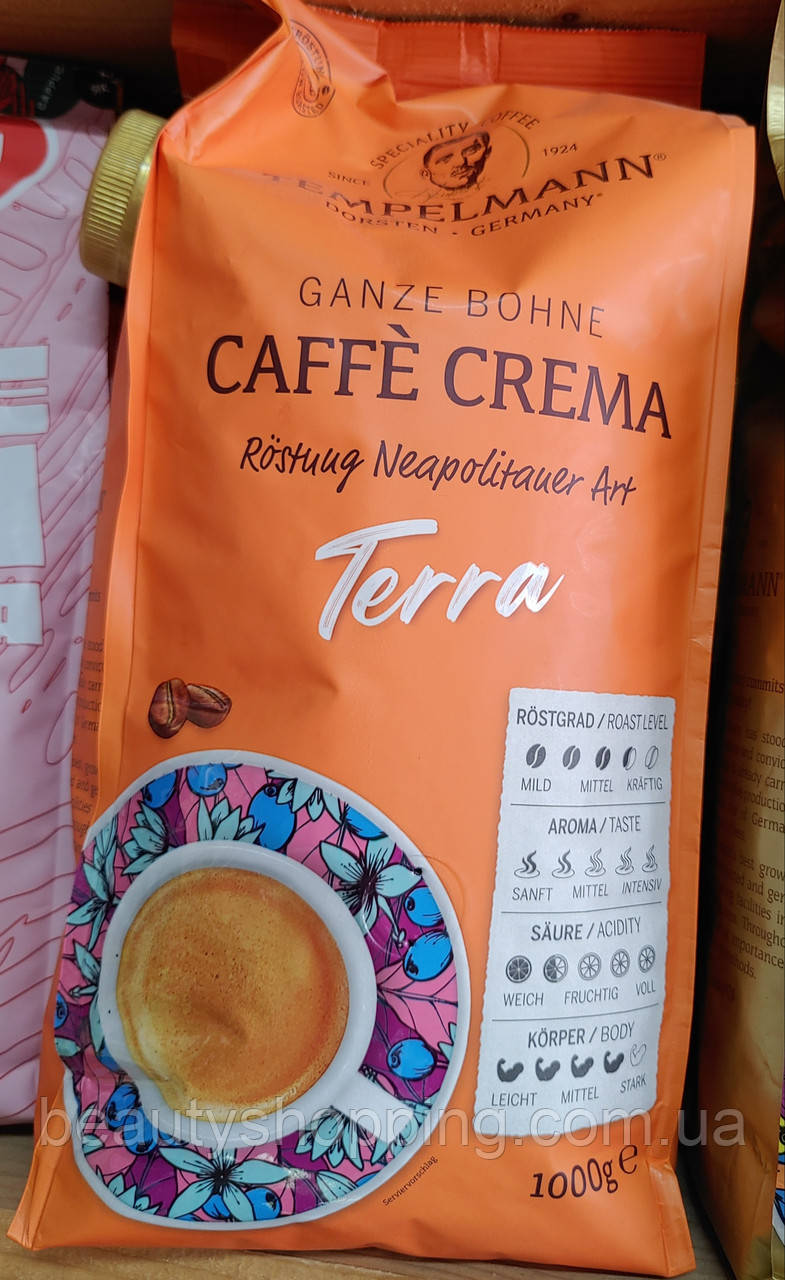 SPECIALITY COFFEE
SINCE 1924
TEMPELMANN®
DORSTEN • GERMANY®
GANZE BOHNE
CAFFÈ CREMA
Röstung Neapolitaner Art
Terra
RÖSTGRAD / ROAST LEVEL
MILD MITTEL KRÄFTIG
AROMA / TASTE
SANFT MITTEL INTENSIV
SÄURE / ACIDITY
WEICH FRUCHTIG VOLL
KÖRPER / BODY
LEICHT MITTEL STARK
1000g e
Serviervorschlag
beautyshopping.com.ua